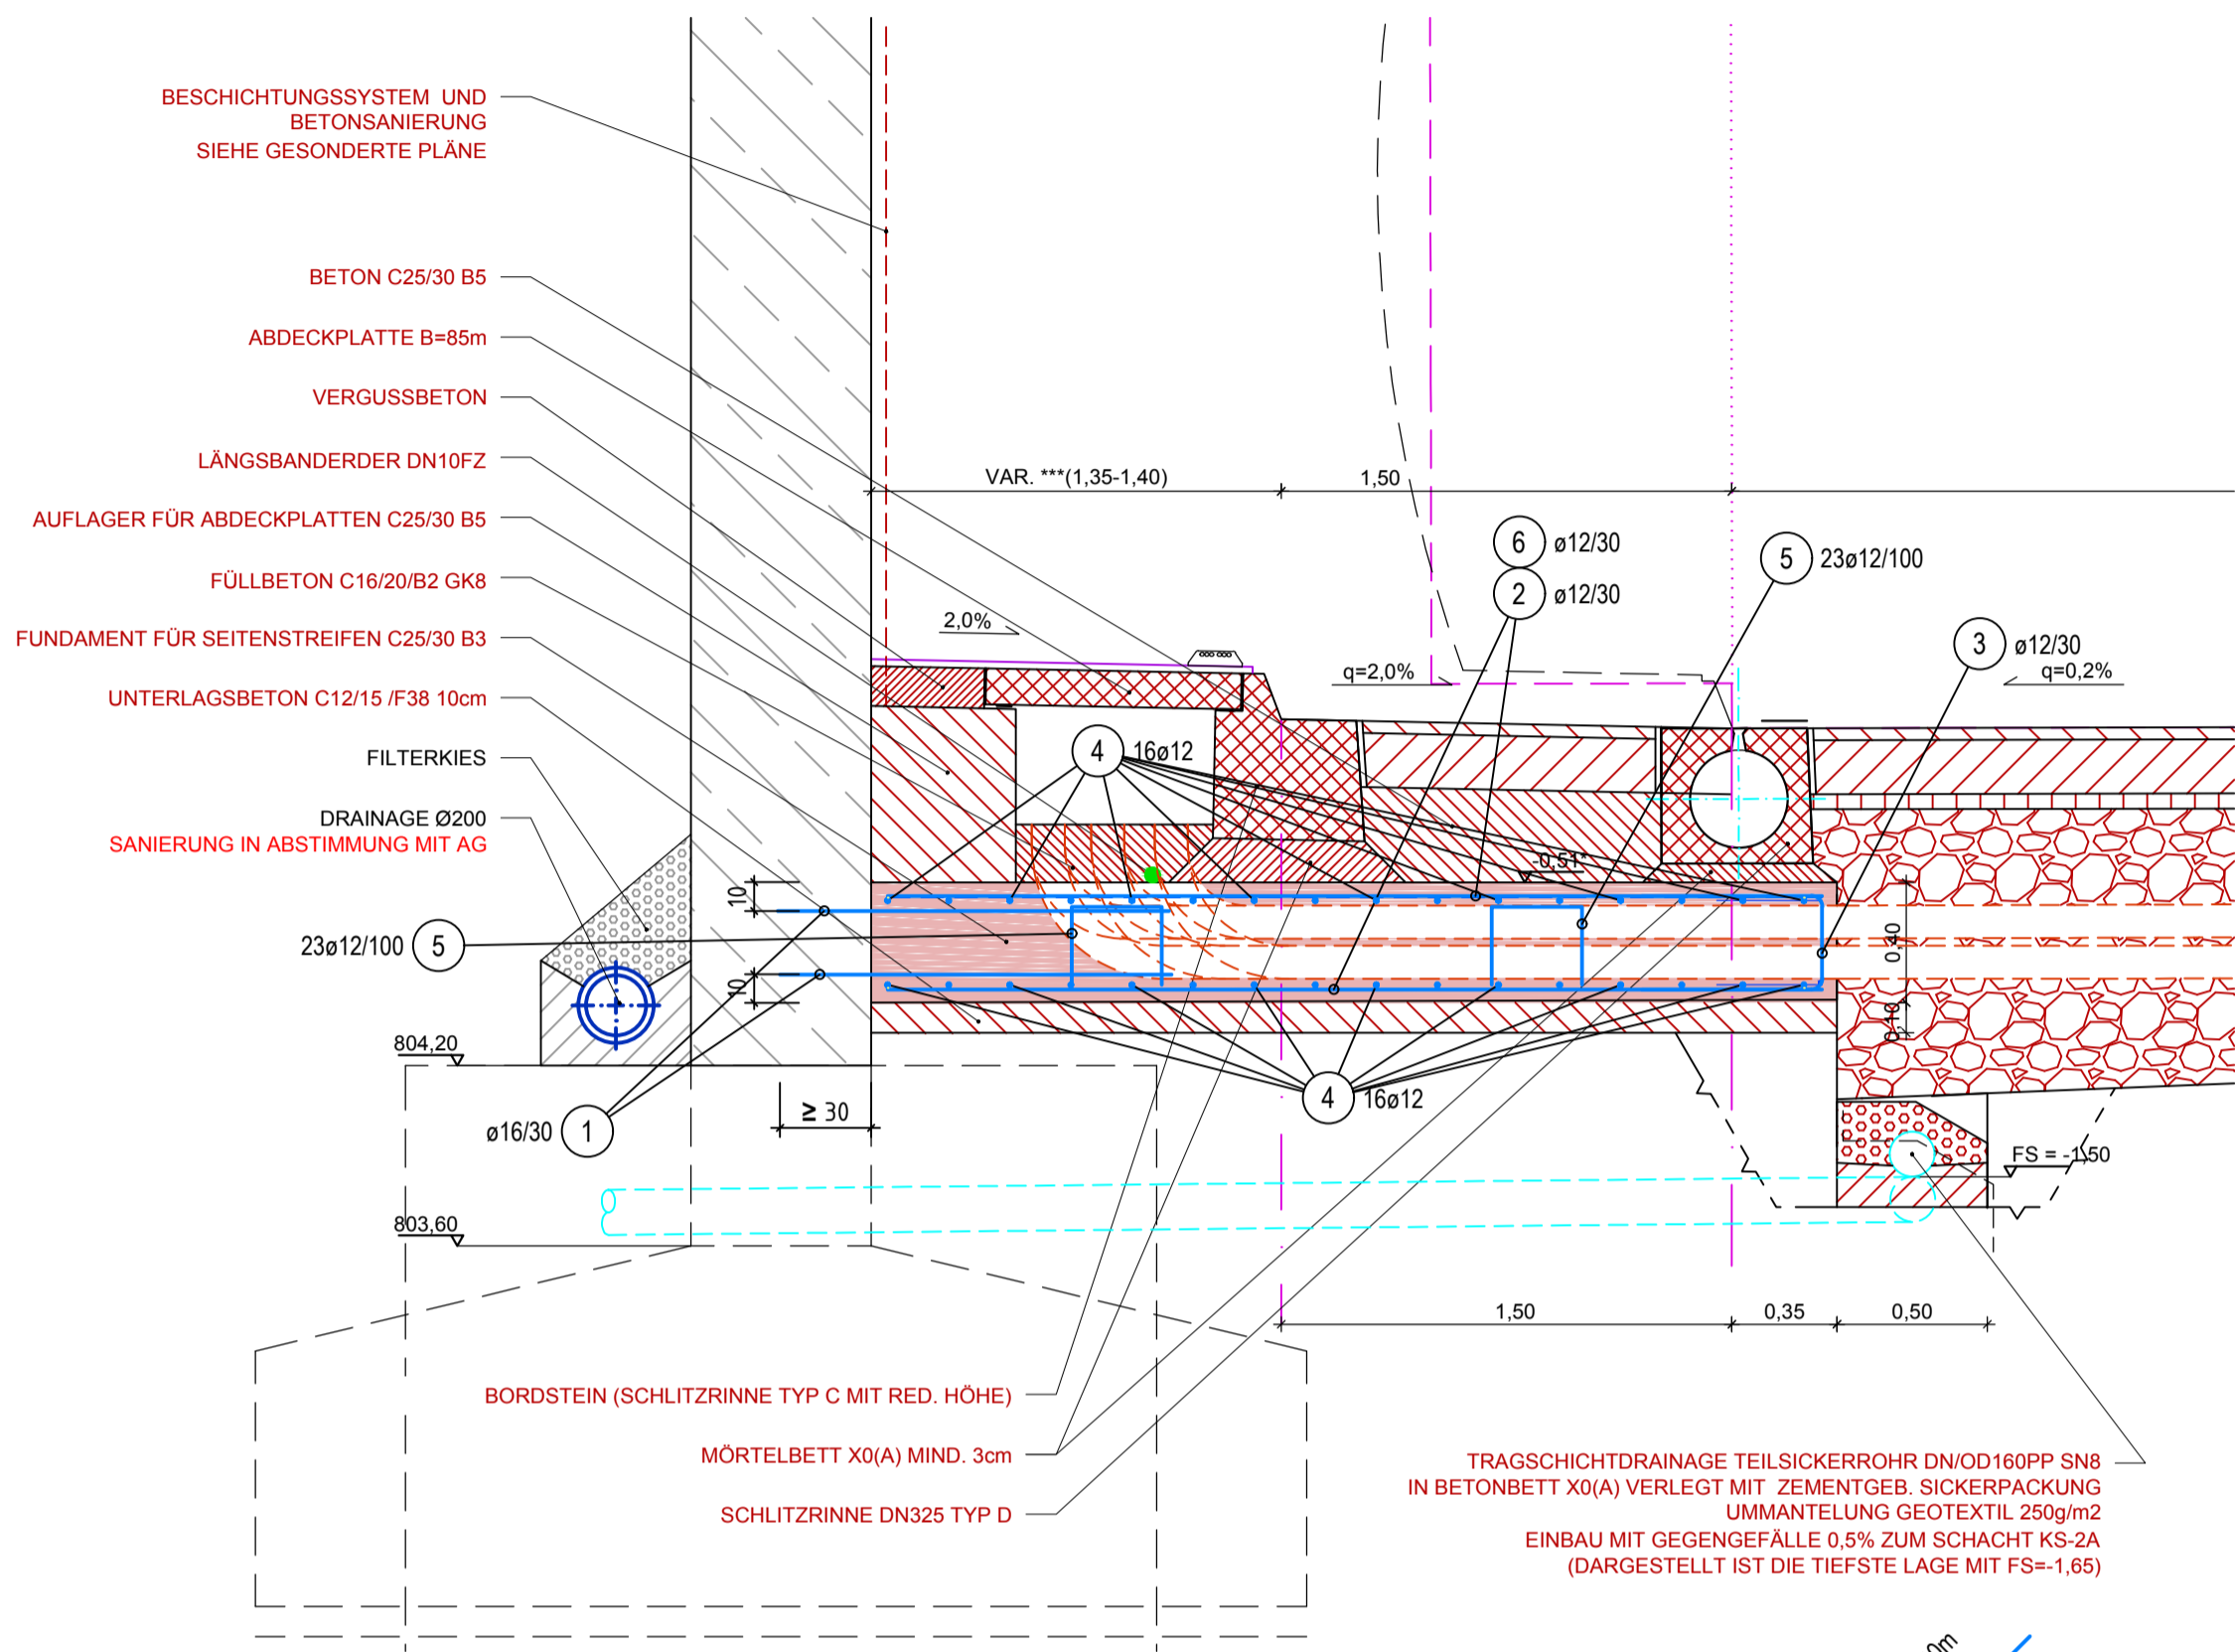 BESCHICHTUNGSSYSTEM UND
BETONSANIERUNG
SIEHE GESONDERTE PLÄNE
BETON C25/30 B5
ABDECKPLATTE B=85m
VERGUSSBETON
LÄNGSBANDERDER DN10FZ
AUFLAGER FÜR ABDECKPLATTEN C25/30 B5
FÜLLBETON C16/20/B2 GK8
FUNDAMENT FÜR SEITENSTREIFEN C25/30 B3
UNTERLAGSBETON C12/15 /F38 10cm
FILTERKIES
DRAINAGE Ø200
SANIERUNG IN ABSTIMMUNG MIT AG
VAR. ***(1,35-1,40)
1,50
6 ø12/30
2 ø12/30
5 23ø12/100
3 ø12/30
2,0%
q=2,0%
q=0,2%
4 16ø12
-0,51*
10
10
0,40
0,10
23ø12/100 5
804,20
≥ 30
ø16/30 1
4 16ø12
FS = -1,50
803,60
1,50
0,35
0,50
BORDSTEIN (SCHLITZRINNE TYP C MIT RED. HÖHE)
MÖRTELBETT X0(A) MIND. 3cm
SCHLITZRINNE DN325 TYP D
TRAGSCHICHTDRAINAGE TEILSICKERROHR DN/OD160PP SN8
IN BETONBETT X0(A) VERLEGT MIT ZEMENTGEB. SICKERPACKUNG
UMMANTELUNG GEOTEXTIL 250g/m2
EINBAU MIT GEGENGEFÄLLE 0,5% ZUM SCHACHT KS-2A
(DARGESTELLT IST DIE TIEFSTE LAGE MIT FS=-1,65)